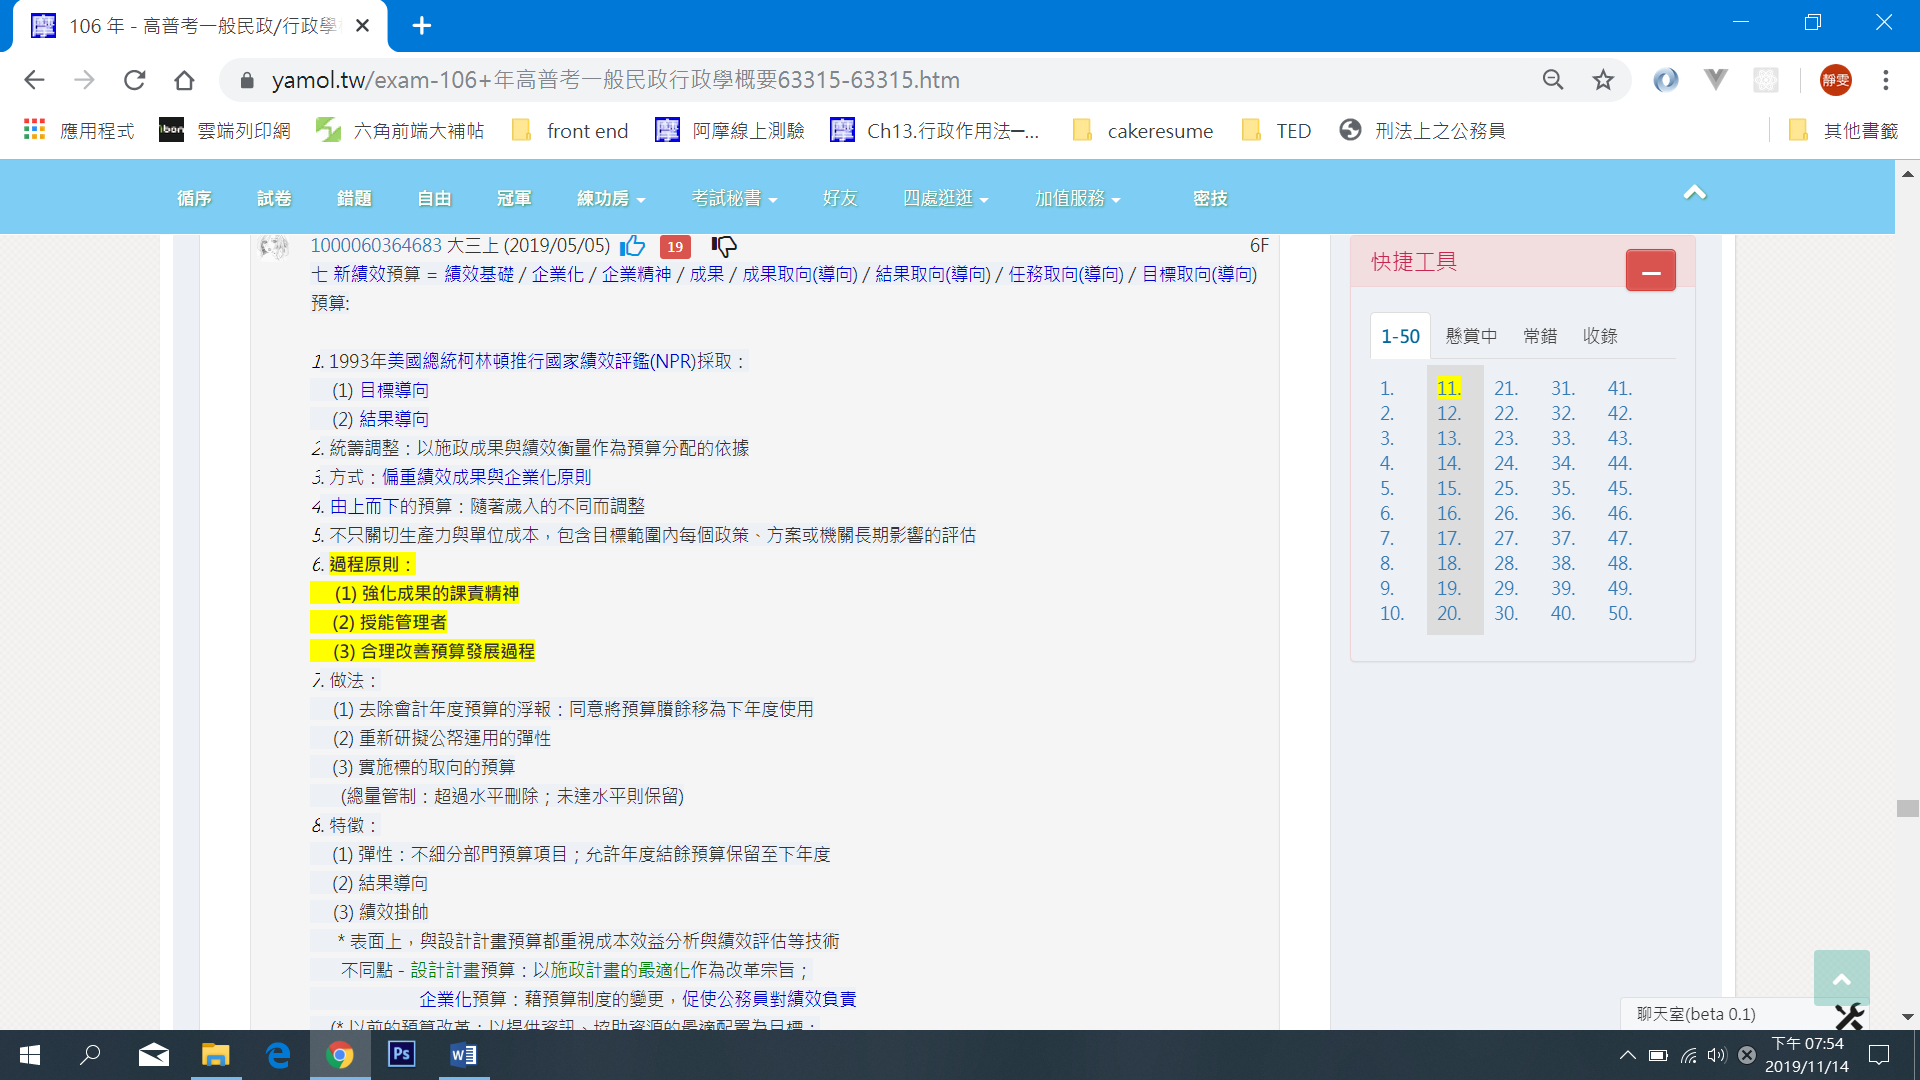 106 年 - 高普考一般民政/行政學
yamol.tw/exam-106+年高普考一般民政行政學概要63315-63315.htm
靜雯
應用程式
ibon
雲端列印網
六角前端大補帖
front end
摩
阿摩線上測驗
摩
Ch13.行政作用法─...
cakeresume
TED
刑法上之公務員
其他書籤
循序
試卷
錯題
自由
冠軍
練功房
考試秘書
好友
四處逛逛
加值服務
密技
1000060364683 大三上 (2019/05/05) 19
6F
七 新績效預算 = 績效基礎 / 企業化 / 企業精神 / 成果 / 成果取向(導向) / 結果取向(導向) / 任務取向(導向) / 目標取向(導向)
預算:
1. 1993年美國總統柯林頓推行國家績效評鑑(NPR)採取：
(1) 目標導向
(2) 結果導向
2. 統籌調整：以施政成果與績效衡量作為預算分配的依據
3. 方式：偏重績效成果與企業化原則
4. 由上而下的預算：隨著歲入的不同而調整
5. 不只關切生產力與單位成本，包含目標範圍內每個政策、方案或機關長期影響的評估
6. 過程原則：
(1) 強化成果的課責精神
(2) 授能管理者
(3) 合理改善預算發展過程
7. 做法：
(1) 去除會計年度預算的浮報：同意將預算賸餘移為下年度使用
(2) 重新研擬公帑運用的彈性
(3) 實施標的取向的預算
(總量管制：超過水平刪除；未達水平則保留)
8. 特徵：
(1) 彈性：不細分部門預算項目；允許年度結餘預算保留至下年度
(2) 結果導向
(3) 績效掛帥
* 表面上，與設計計畫預算都重視成本效益分析與績效評估等技術
不同點 - 設計計畫預算：以施政計畫的最適化作為改革宗旨；
企業化預算：藉預算制度的變更，促使公務員對績效負責
(* 以前的預算改革：以提供資訊、協助資源的最適配置為目標；
快捷工具
1-50
懸賞中
常錯
收錄
1. 11. 21. 31. 41.
2. 12. 22. 32. 42.
3. 13. 23. 33. 43.
4. 14. 24. 34. 44.
5. 15. 25. 35. 45.
6. 16. 26. 36. 46.
7. 17. 27. 37. 47.
8. 18. 28. 38. 48.
9. 19. 29. 39. 49.
10. 20. 30. 40. 50.
聊天室(beta 0.1)
Ps
下午 07:54
2019/11/14